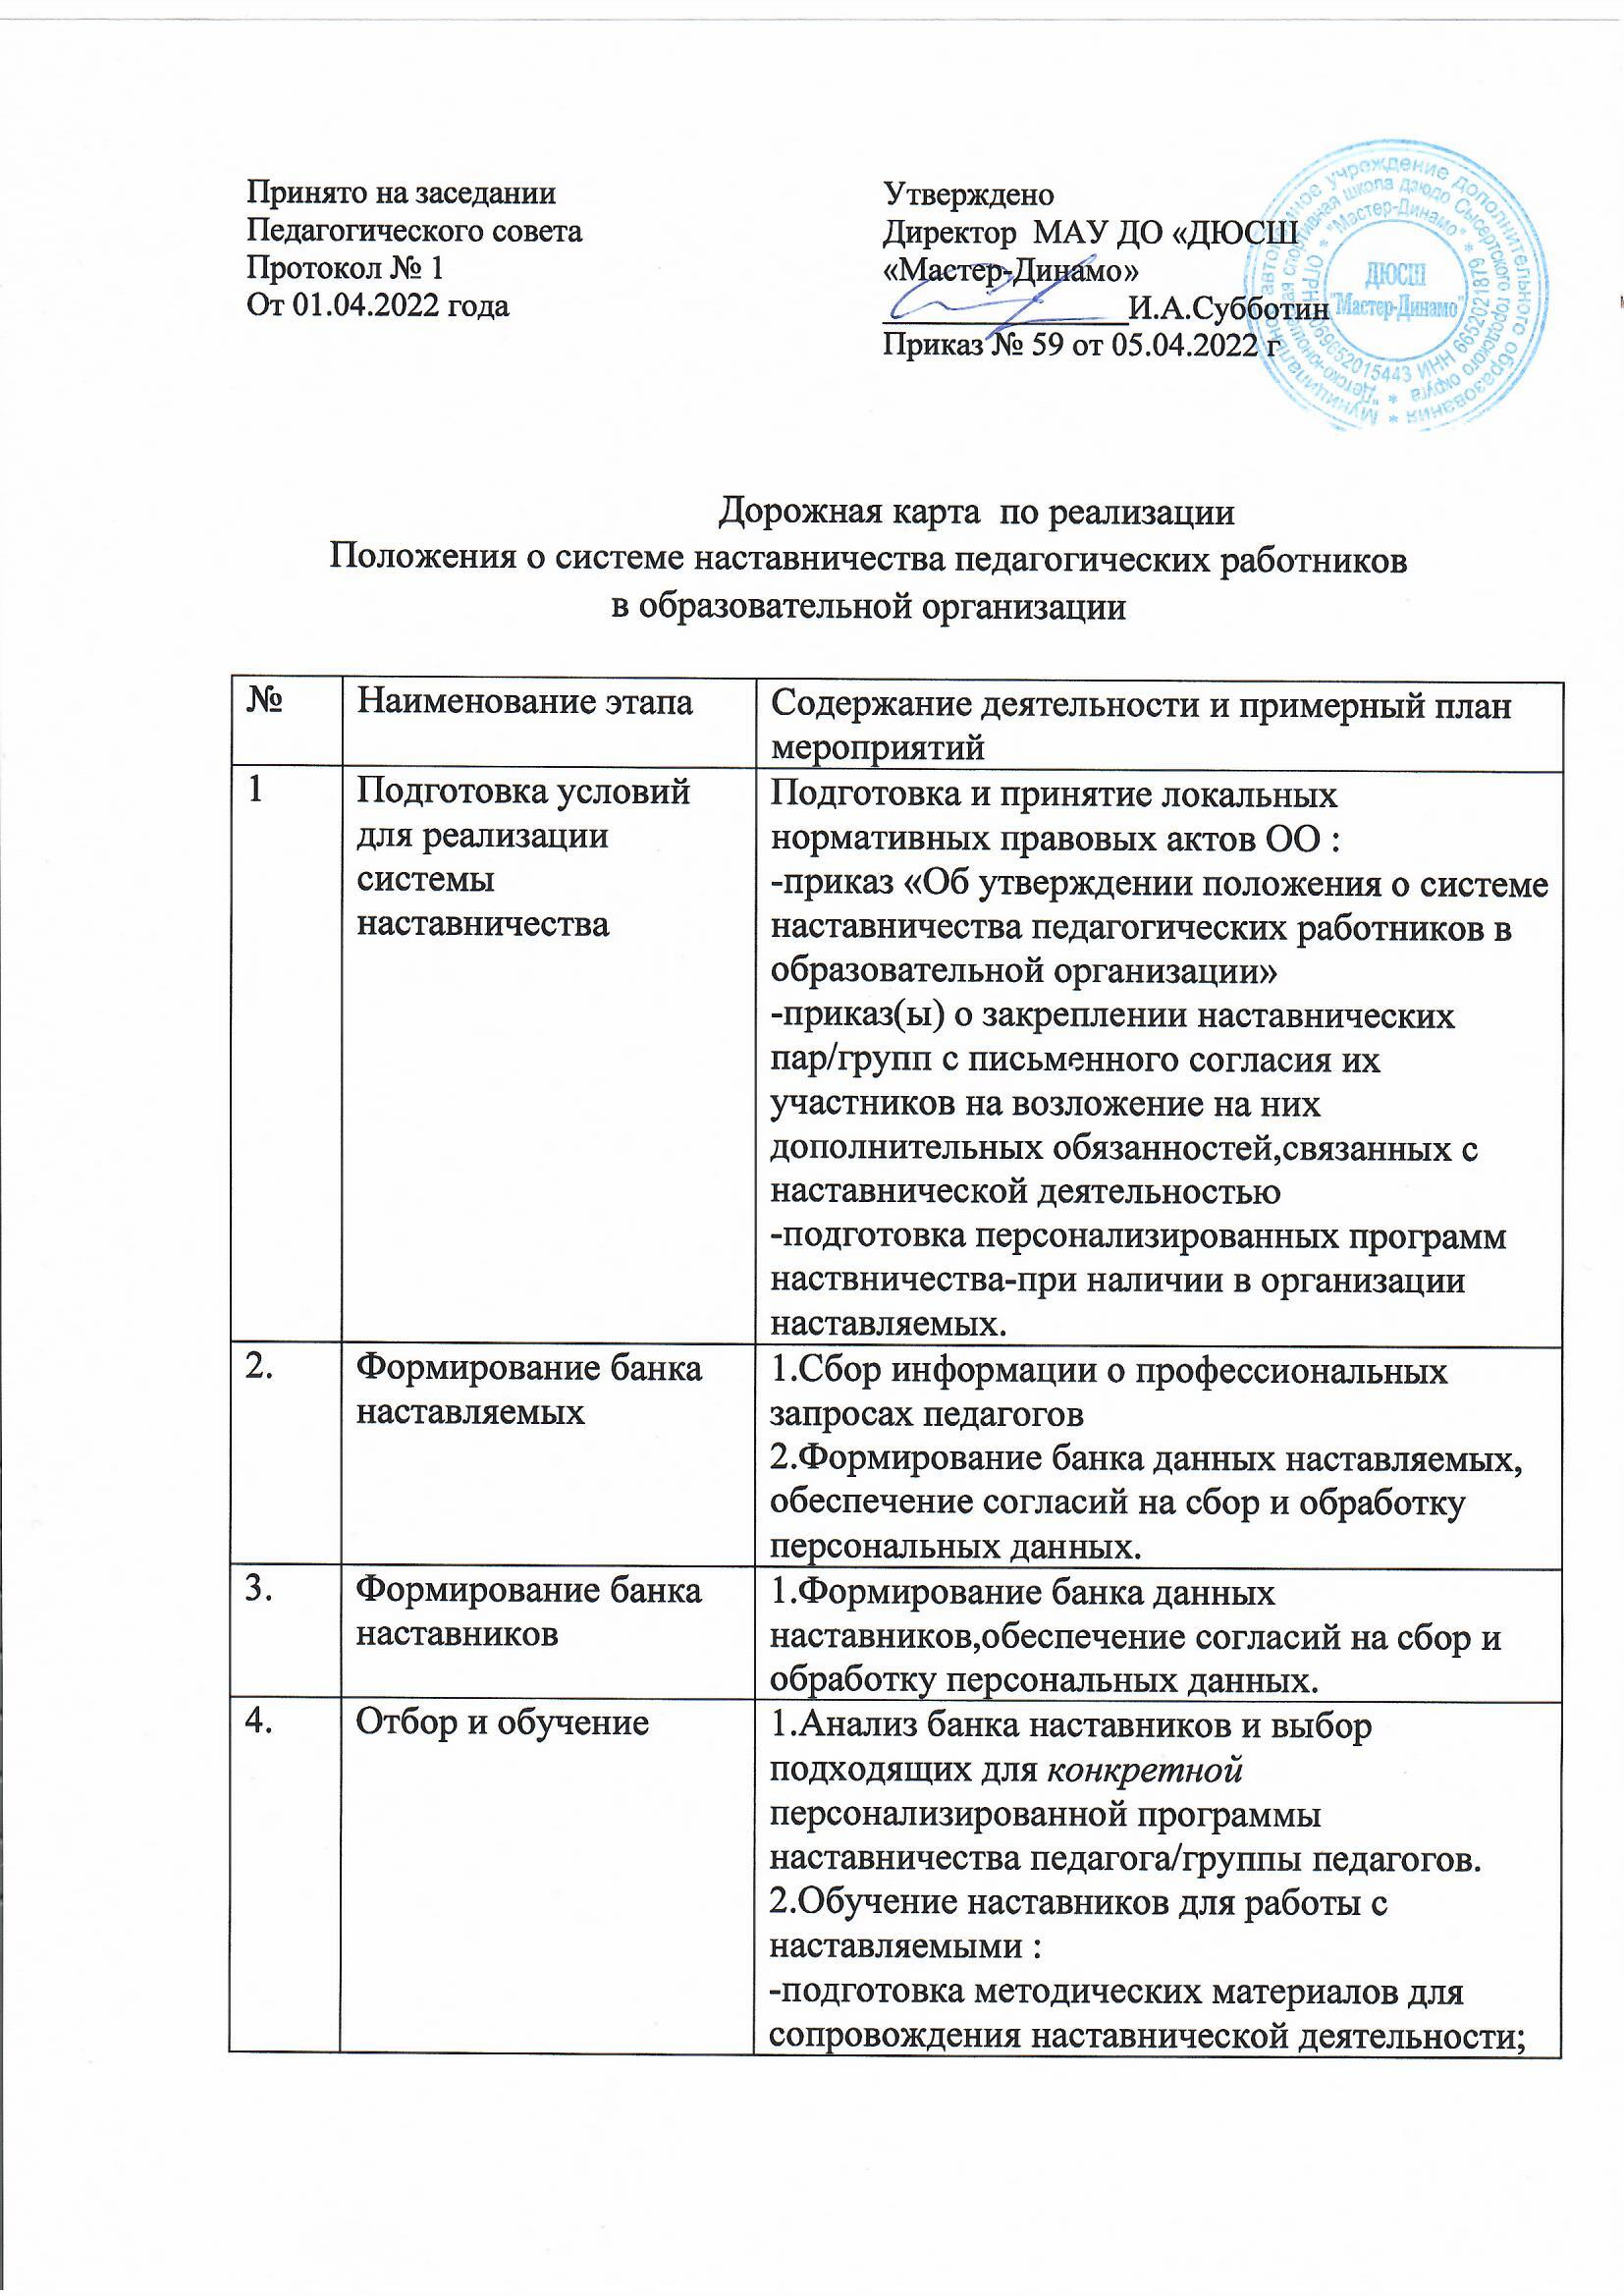 Принято на заседании
Педагогического совета
Протокол № 1
От 01.04.2022 года
Утверждено
Директор  МАУ ДО «ДЮСШ
«Мастер-Динамо»
_______________И.А.Субботин
Приказ № 59 от 05.04.2022 г
ДЮСШ
"Мастер-Динамо"
Дорожная карта  по реализации
Положения о системе наставничества педагогических работников
в образовательной организации
№
Наименование этапа
Содержание деятельности и примерный план
мероприятий
1
Подготовка условий
для реализации
системы
наставничества
Подготовка и принятие локальных
нормативных правовых актов ОО :
-приказ «Об утверждении положения о системе
наставничества педагогических работников в
образовательной организации»
-приказ(ы) о закреплении наставнических
пар/групп с письменного согласия их
участников на возложение на них
дополнительных обязанностей,связанных с
наставнической деятельностью
-подготовка персонализированных программ
наствничества-при наличии в организации
наставляемых.
2.
Формирование банка
наставляемых
1.Сбор информации о профессиональных
запросах педагогов
2.Формирование банка данных наставляемых,
обеспечение согласий на сбор и обработку
персональных данных.
3.
Формирование банка
наставников
1.Формирование банка данных
наставников,обеспечение согласий на сбор и
обработку персональных данных.
4.
Отбор и обучение
1.Анализ банка наставников и выбор
подходящих для конкретной
персонализированной программы
наставничества педагога/группы педагогов.
2.Обучение наставников для работы с
наставляемыми :
-подготовка методических материалов для
сопровождения наставнической деятельности;